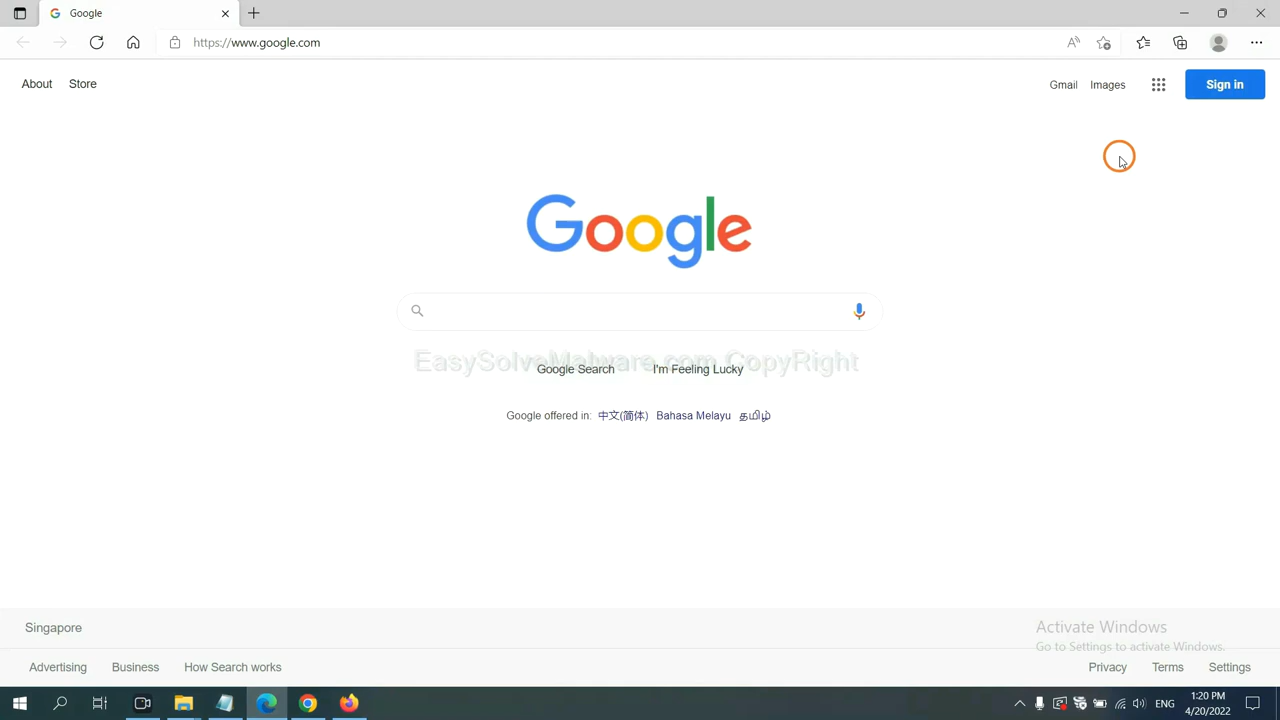 Google
https://www.google.com
About Store
Gmail Images Sign in
Google
EasySolveMalware.com CopyRight
Google Search I'm Feeling Lucky
Google offered in: 中文(简体) Bahasa Melayu தமிழ்
Singapore
Activate Windows
Go to Settings to activate Windows.
Advertising Business How Search works
Privacy Terms Settings
ENG
1:20 PM
4/20/2022